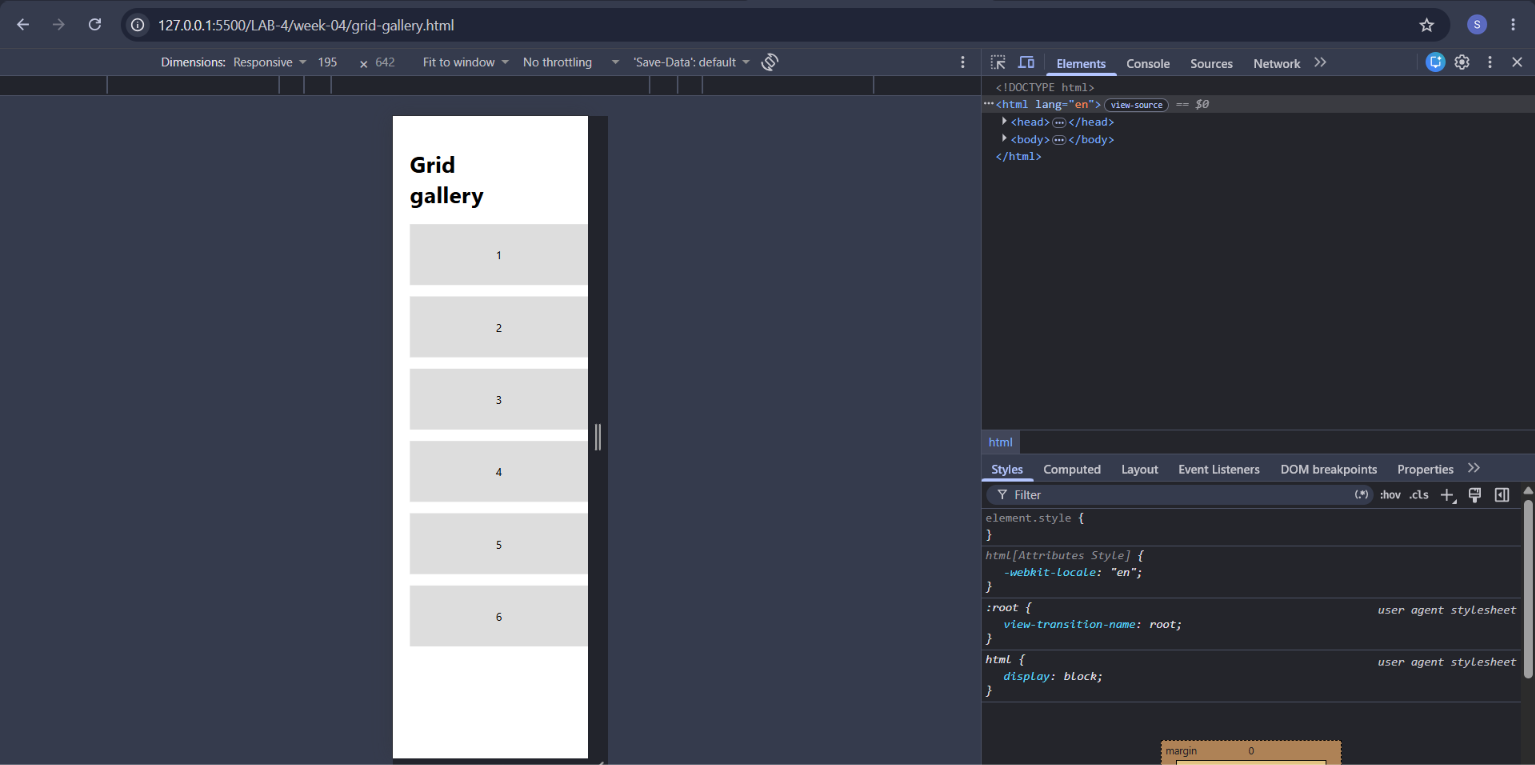 127.0.0.1:5500/LAB-4/week-04/grid-gallery.html
S
Dimensions: Responsive 195 × 642 Fit to window No throttling 'Save-Data': default
Elements Console Sources Network
<!DOCTYPE html>
<html lang="en"> view-source == $0
<head> </head>
<body> </body>
</html>
Grid
gallery
1
2
3
4
5
6
html
Styles Computed Layout Event Listeners DOM breakpoints Properties
Filter (.*) :hov .cls
element.style {
}
html[Attributes Style] {
-webkit-locale: "en";
}
:root { user agent stylesheet
view-transition-name: root;
}
html { user agent stylesheet
display: block;
}
margin 0